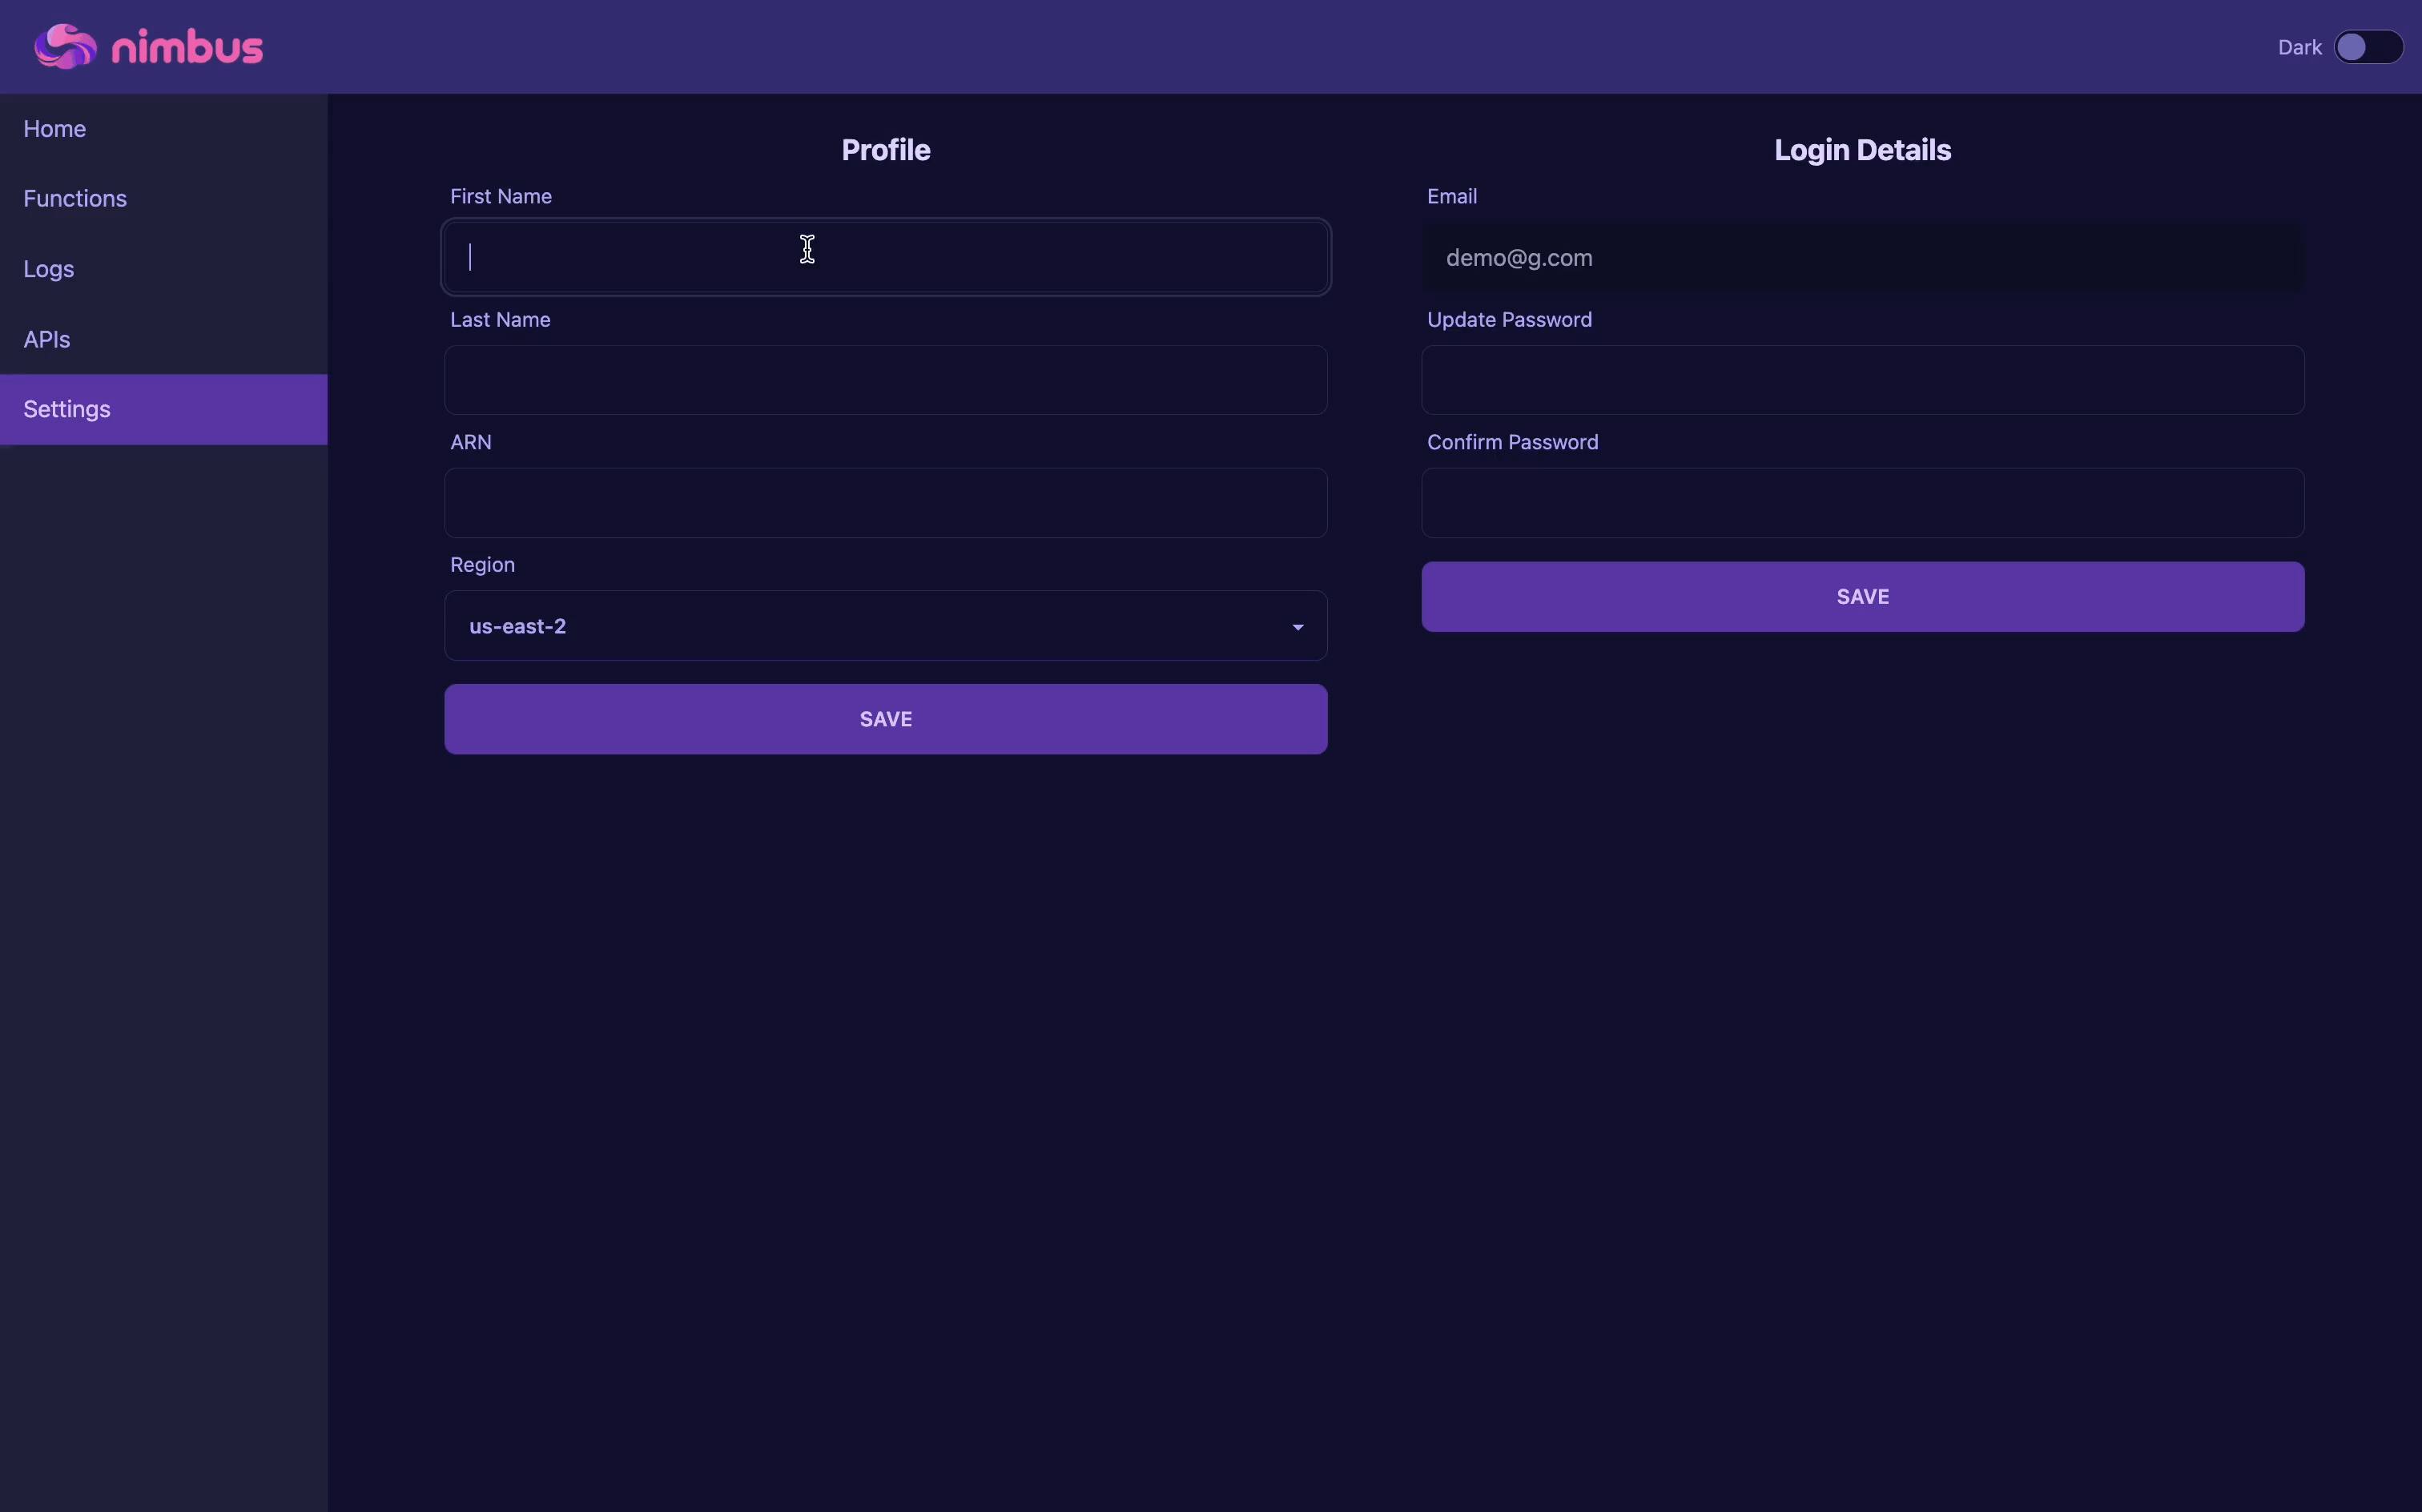 nimbus
Dark
Home
Functions
Logs
APIs
Settings
Profile
First Name
Last Name
ARN
Region
us-east-2
SAVE
Login Details
Email
demo@g.com
Update Password
Confirm Password
SAVE